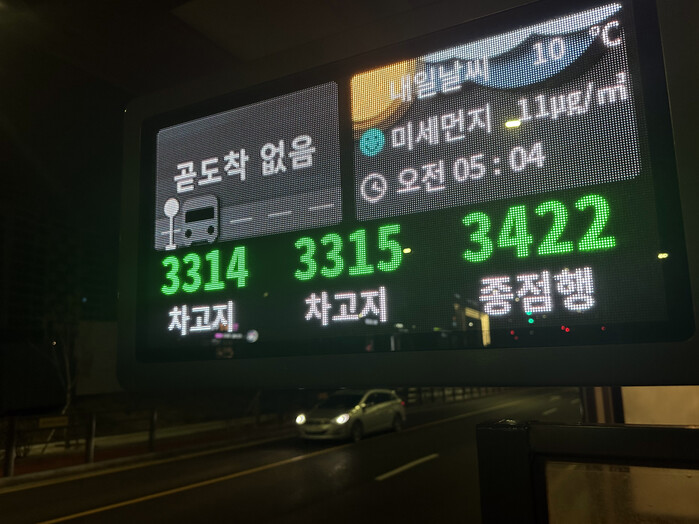 곧도착 없음
내일날씨 10 °C
미세먼지 11µg/㎥
오전 05 : 04
3314 3315 3422
차고지 차고지 종점행